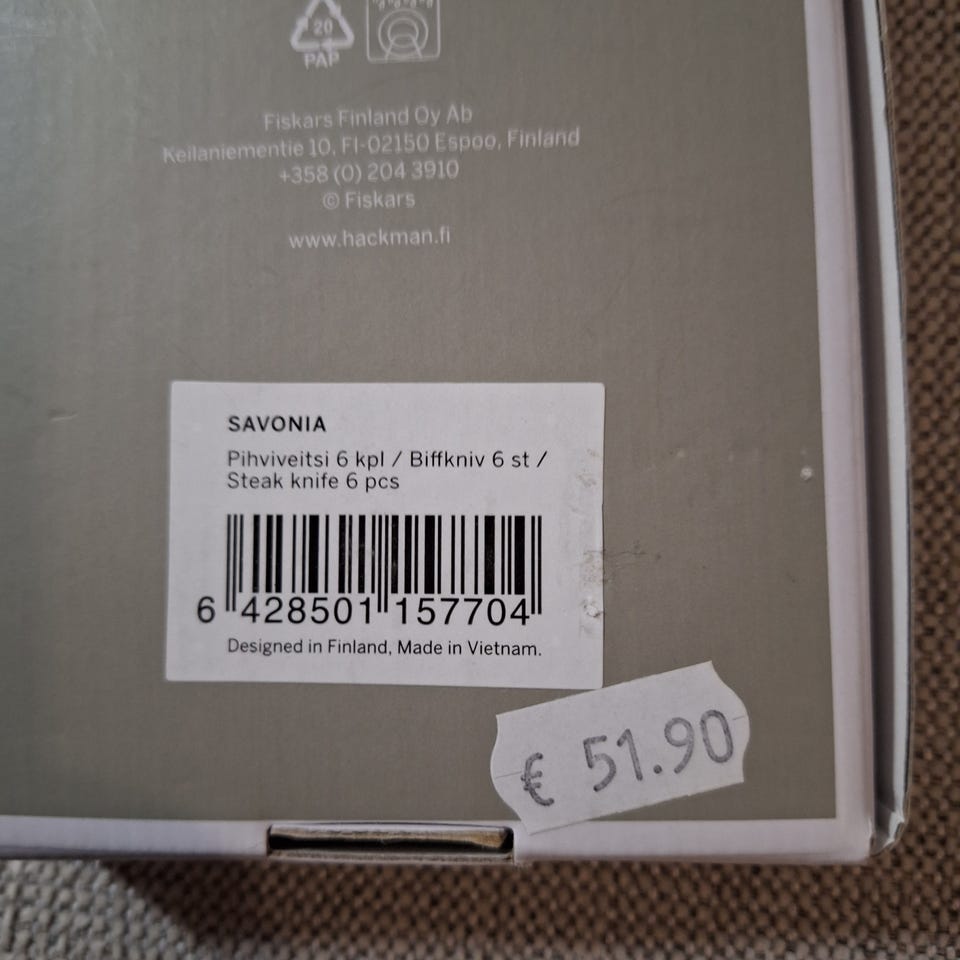 20
PAP
Fiskars Finland Oy Ab
Keilaniementie 10, FI-02150 Espoo, Finland
+358 (0) 204 3910
© Fiskars
www.hackman.fi
SAVONIA
Pihviveitsi 6 kpl / Biffkniv 6 st /
Steak knife 6 pcs
6 428501 157704
Designed in Finland, Made in Vietnam.
€ 51.90